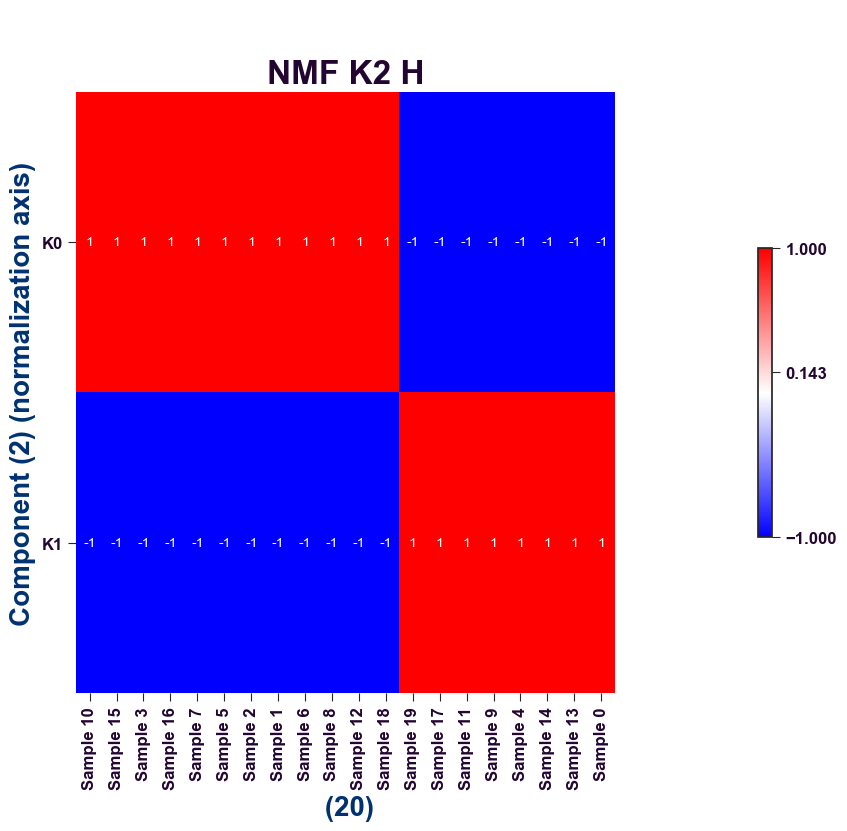 NMF K2 H
Component (2) (normalization axis)
K0
1 1 1 1 1 1 1 1 1 1 1 1 -1 -1 -1 -1 -1 -1 -1 -1
K1
-1 -1 -1 -1 -1 -1 -1 -1 -1 -1 -1 -1 1 1 1 1 1 1 1 1
Sample 10
Sample 15
Sample 3
Sample 16
Sample 7
Sample 5
Sample 2
Sample 1
Sample 6
Sample 8
Sample 12
Sample 18
Sample 19
Sample 17
Sample 11
Sample 9
Sample 4
Sample 14
Sample 13
Sample 0
(20)
1.000
0.143
−1.000